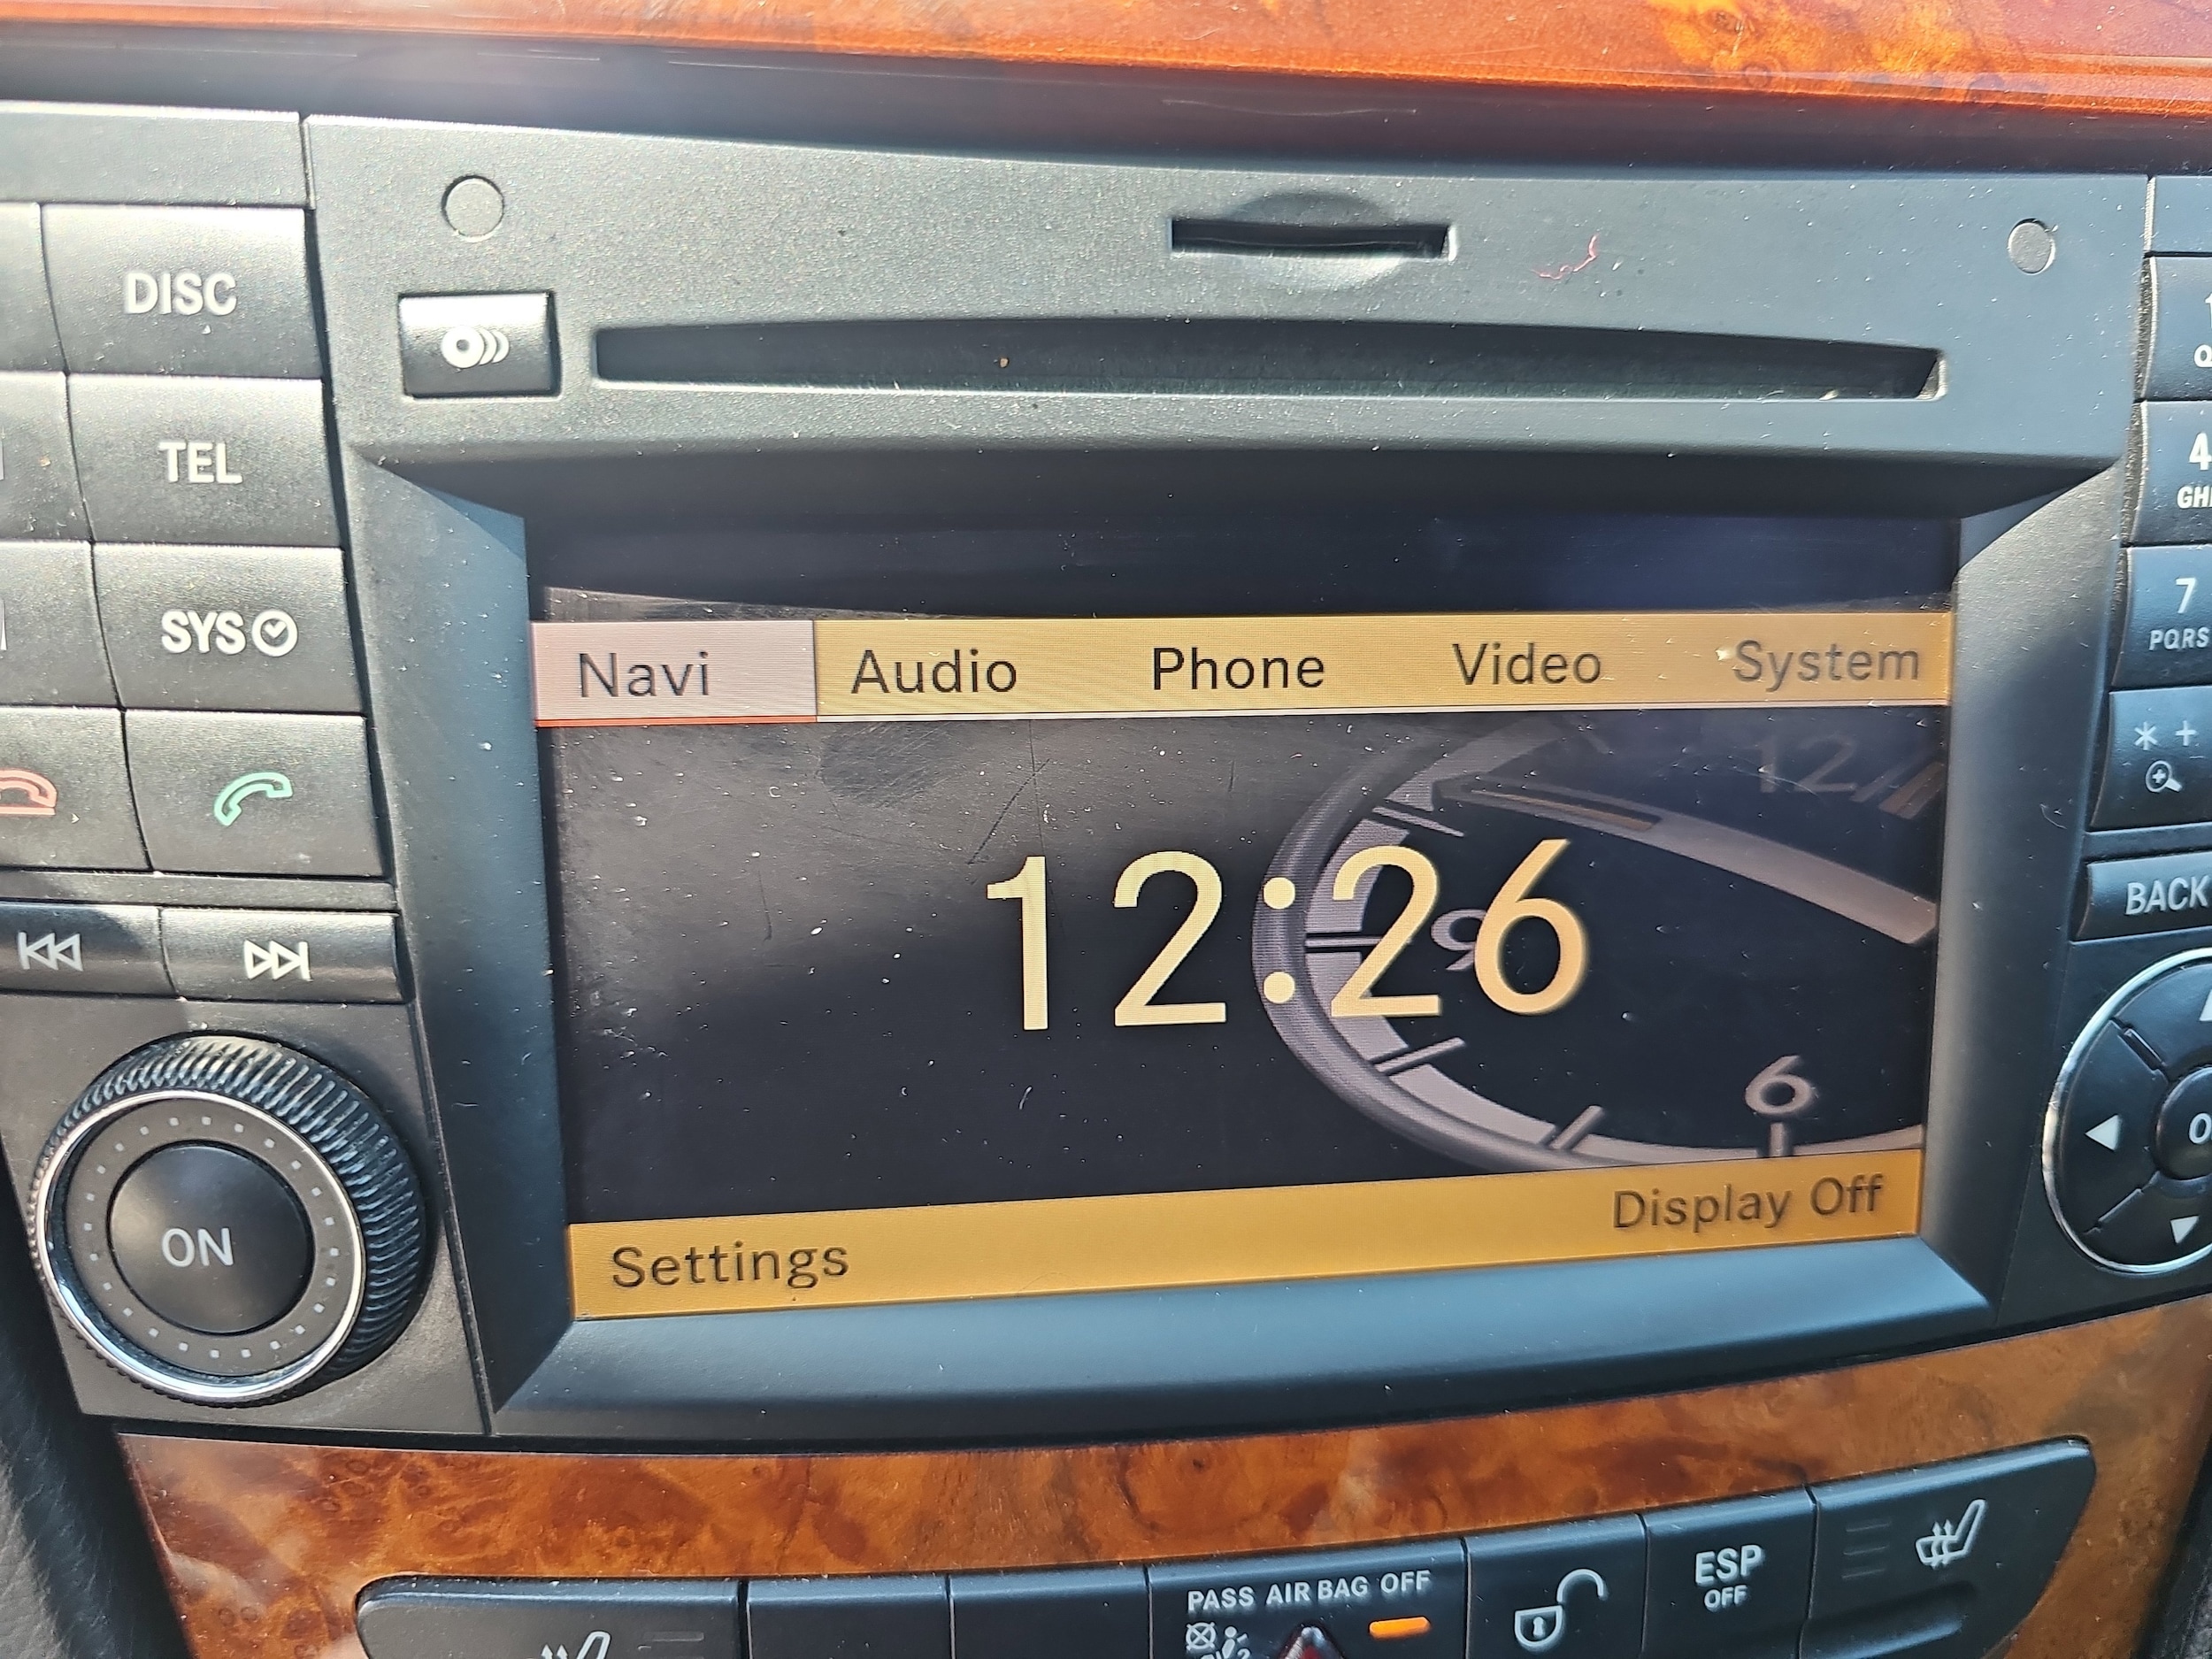 DISC
TEL
SYS
ON
Navi Audio Phone Video System
12
12:26
9
6
Settings Display Off
4
GH
7
PQRS
* +
BACK
PASS AIR BAG OFF
ESP
OFF